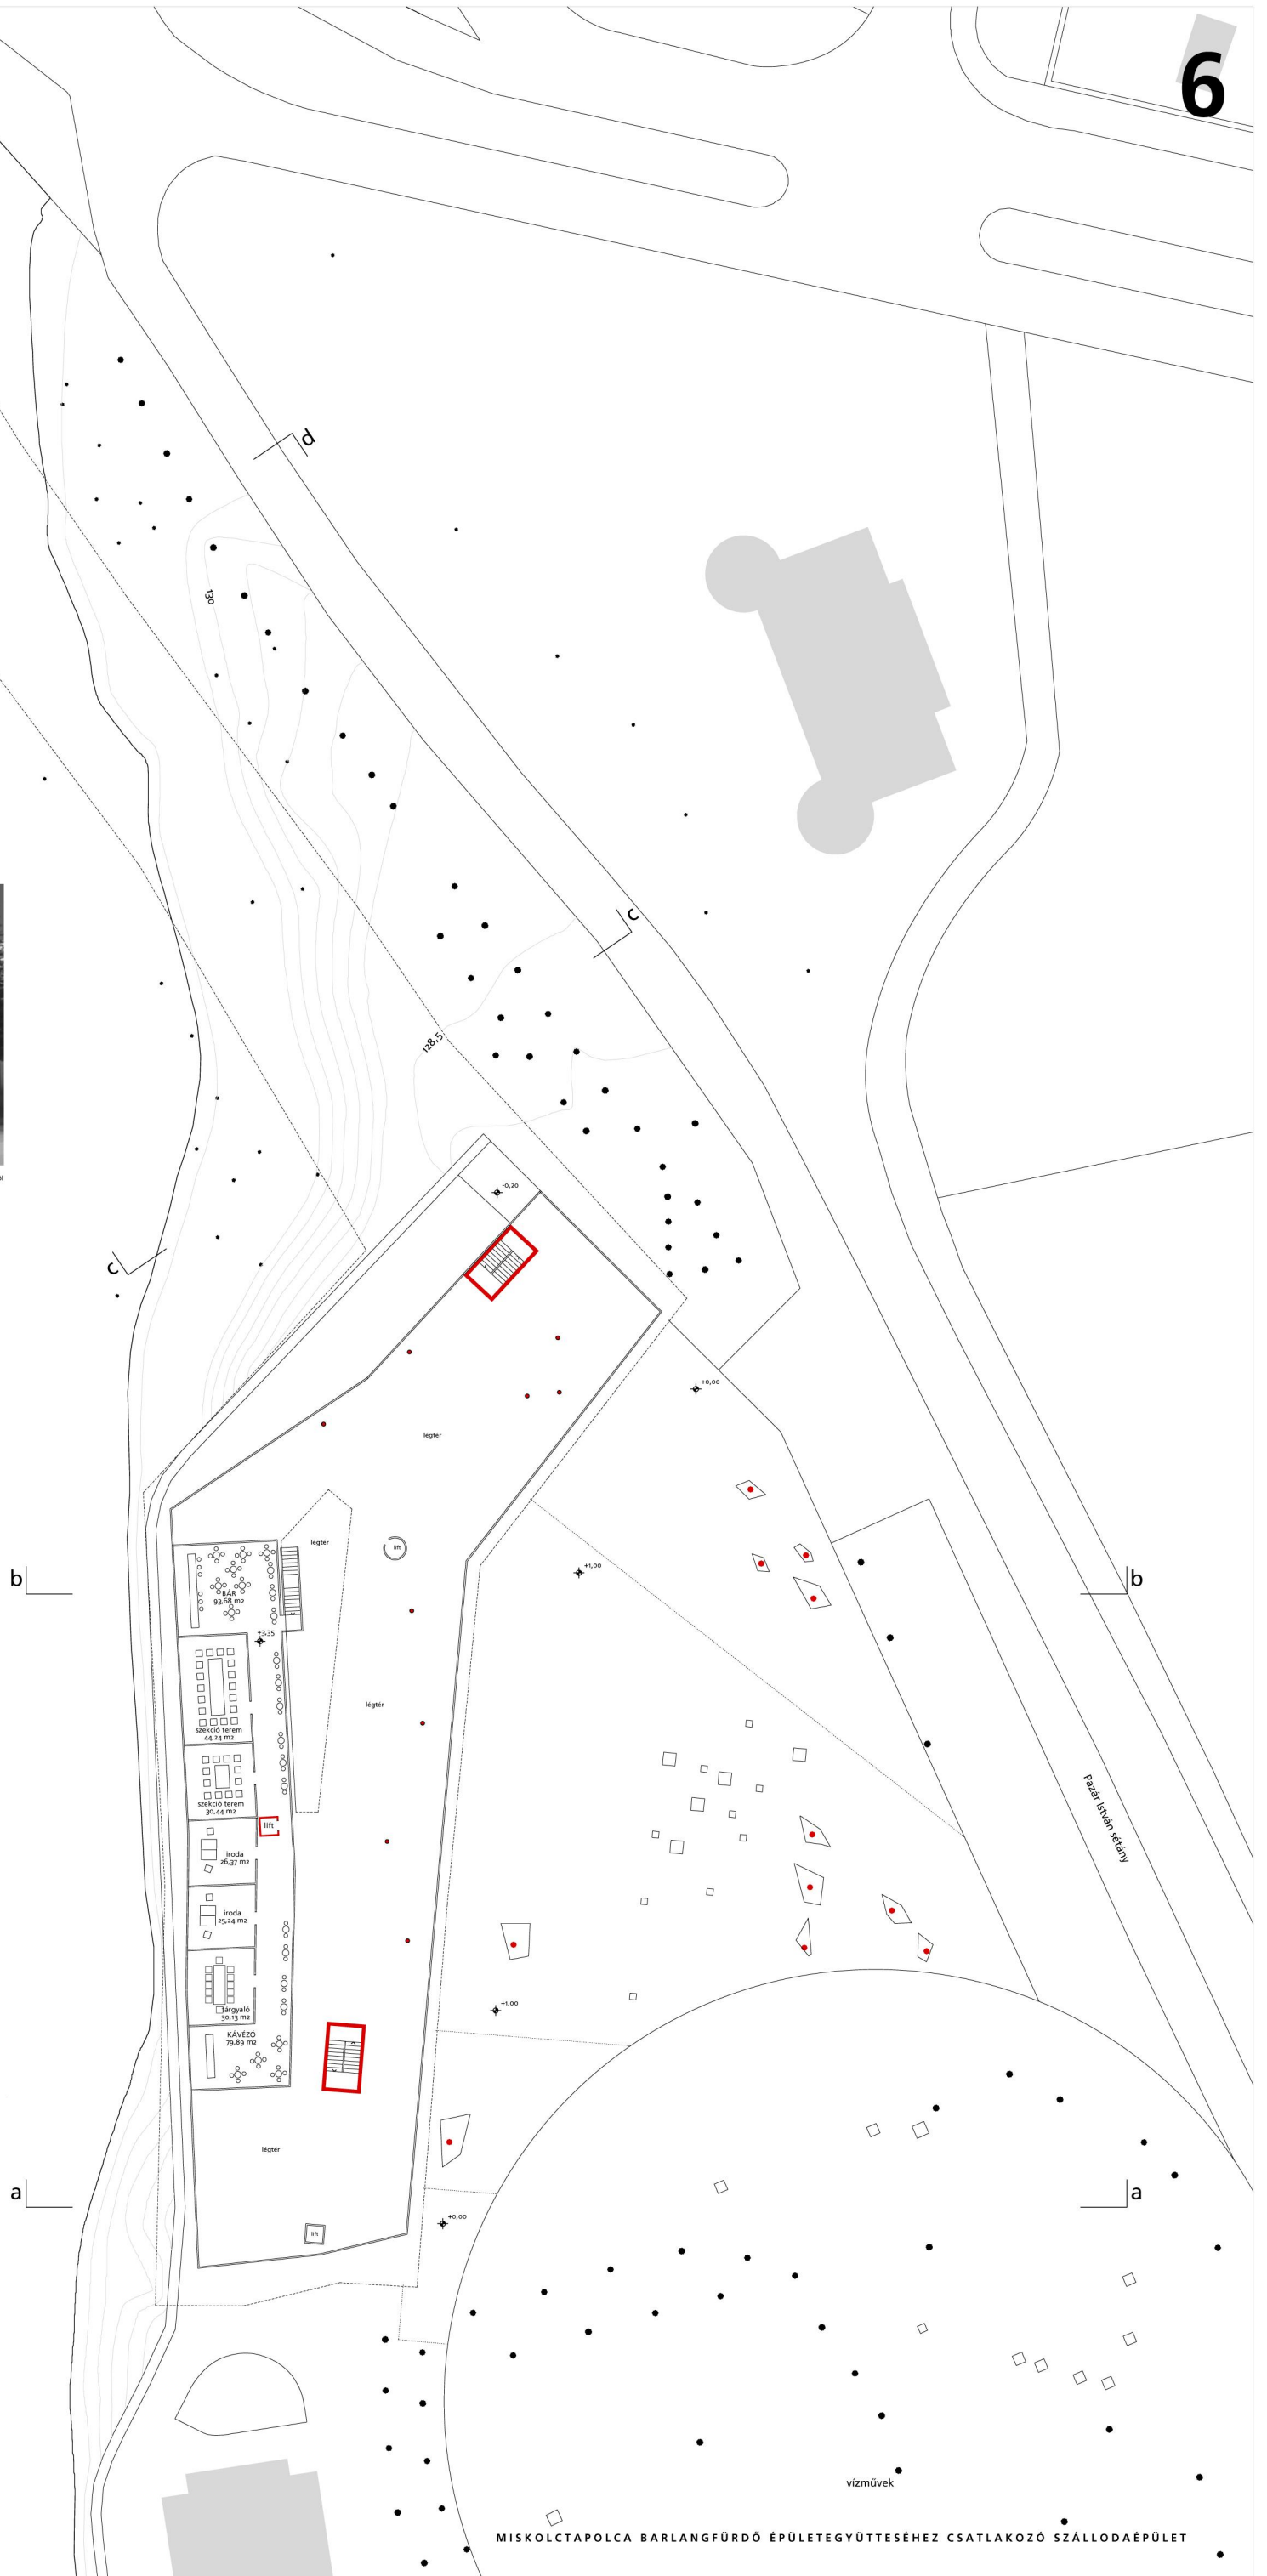 6
d
130
c
128,5
-0,20
c
+0,00
légtér
légtér
lift
+1,00
b
b
BÁR
93,68 m2
+3,35
légtér
szekció terem
44,24 m2
szekció terem
30,44 m2
Pazár István sétány
lift
iroda
26,37 m2
iroda
25,24 m2
+1,00
tárgyaló
30,13 m2
KÁVÉZÓ
79,89 m2
légtér
a
a
+0,00
lift
vízművek
MISKOLCTAPOLCA BARLANGFÜRDŐ ÉPÜLETEGYÜTTESÉHEZ CSATLAKOZÓ SZÁLLODAÉPÜLET